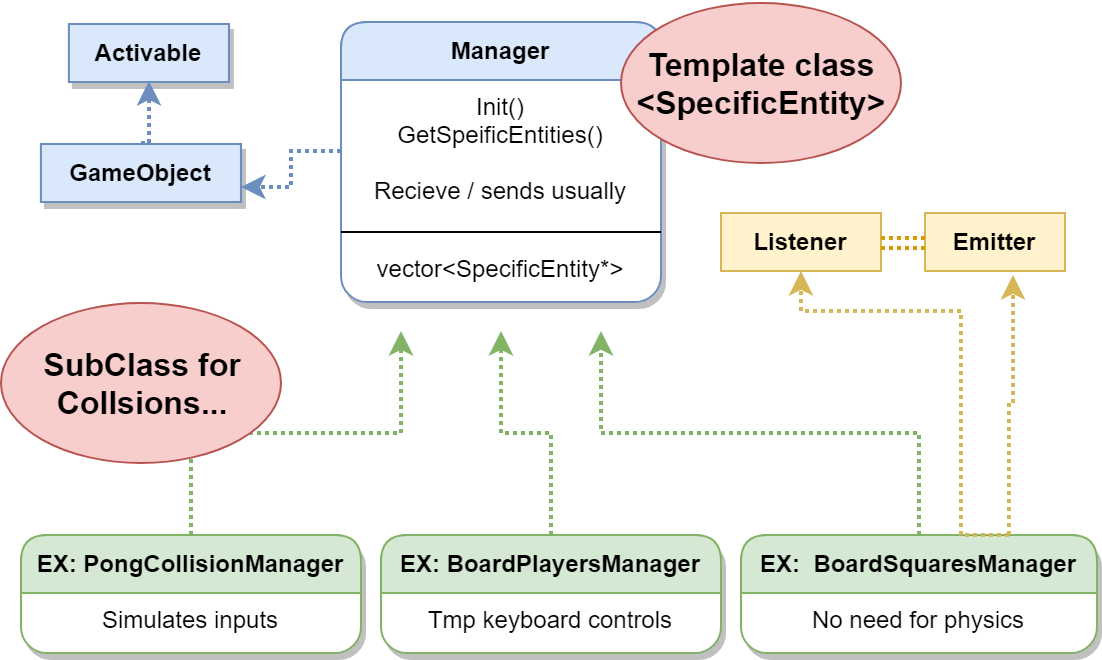 Activable
GameObject
Manager
Init()
GetSpeificEntities()
Recieve / sends usually
vector<SpecificEntity*>
Template class
<SpecificEntity>
Listener
Emitter
SubClass for
Collsions...
EX: PongCollisionManager
Simulates inputs
EX: BoardPlayersManager
Tmp keyboard controls
EX:  BoardSquaresManager
No need for physics